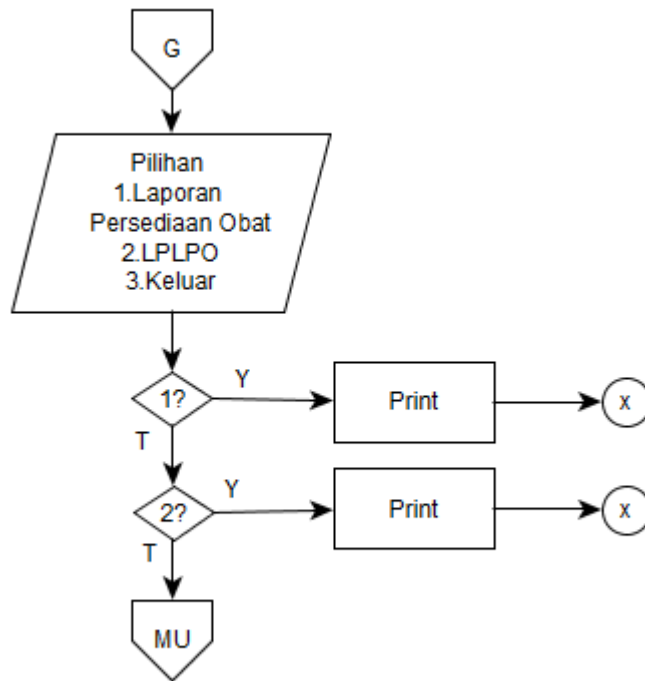 G
Pilihan
1.Laporan
Persediaan Obat
2.LPLPO
3.Keluar
1?
Y
Print
x
T
2?
Y
Print
x
T
MU